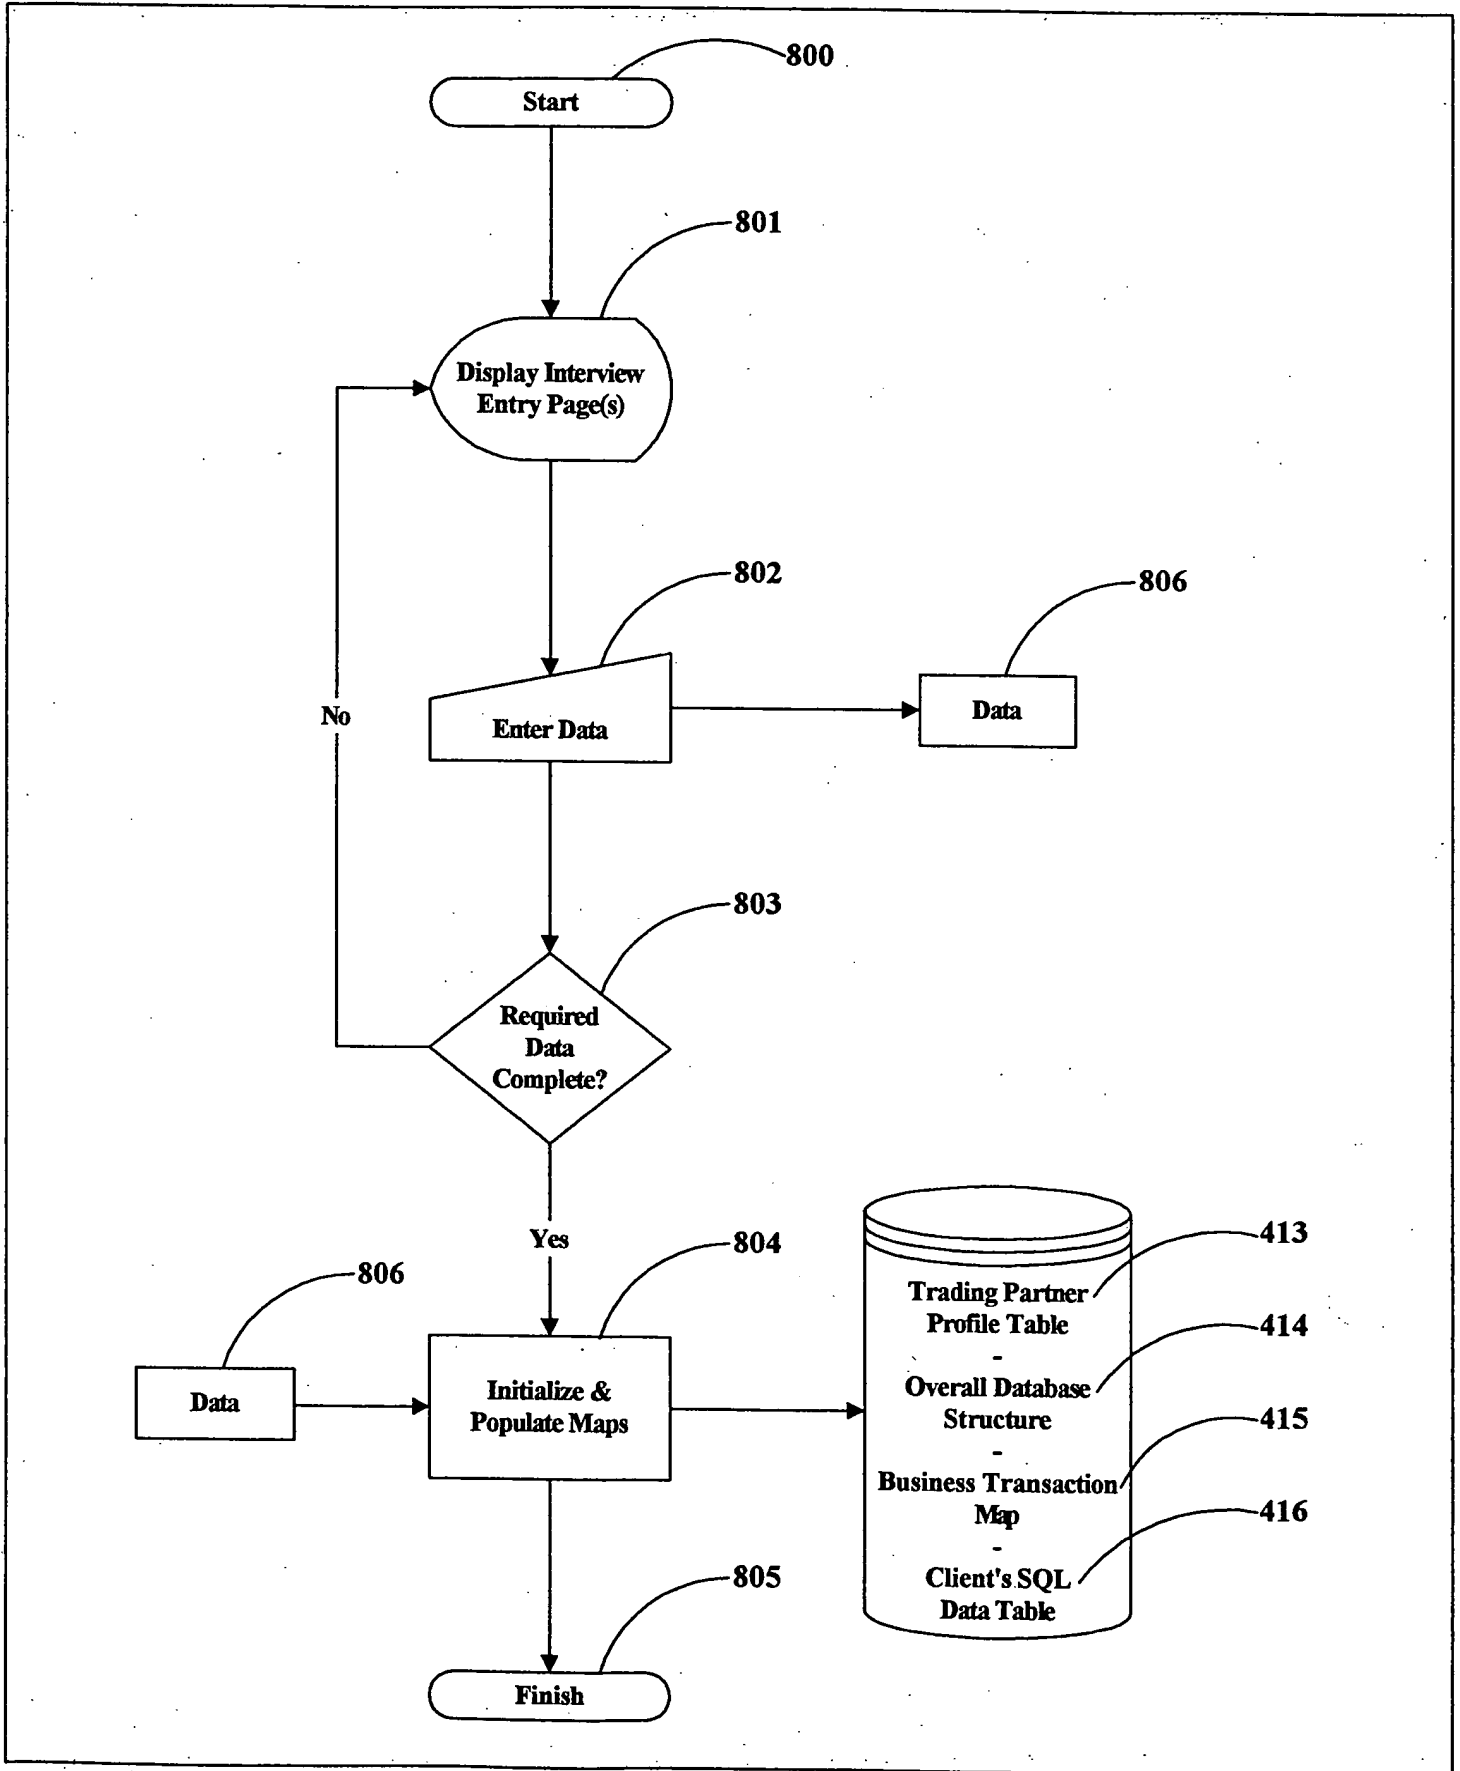 800
Start
801
Display Interview
Entry Page(s)
802
806
Enter Data
Data
No
803
Required
Data
Complete?
Yes
804
806
Data
Initialize &
Populate Maps
413
Trading Partner
Profile Table
-
414
Overall Database
Structure
-
415
Business Transaction
Map
-
416
Client's SQL
Data Table
805
Finish